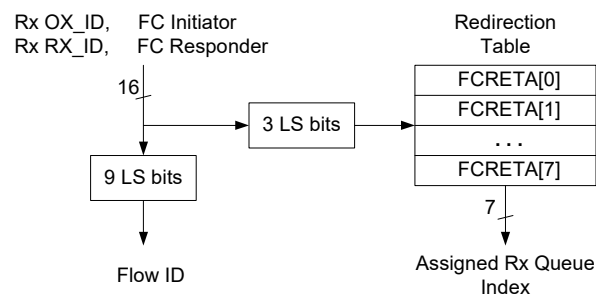 Rx OX_ID, FC Initiator
Rx RX_ID, FC Responder
Redirection
Table
16
FCRETA[0]
FCRETA[1]
. . .
FCRETA[7]
3 LS bits
9 LS bits
7
Flow ID
Assigned Rx Queue
Index